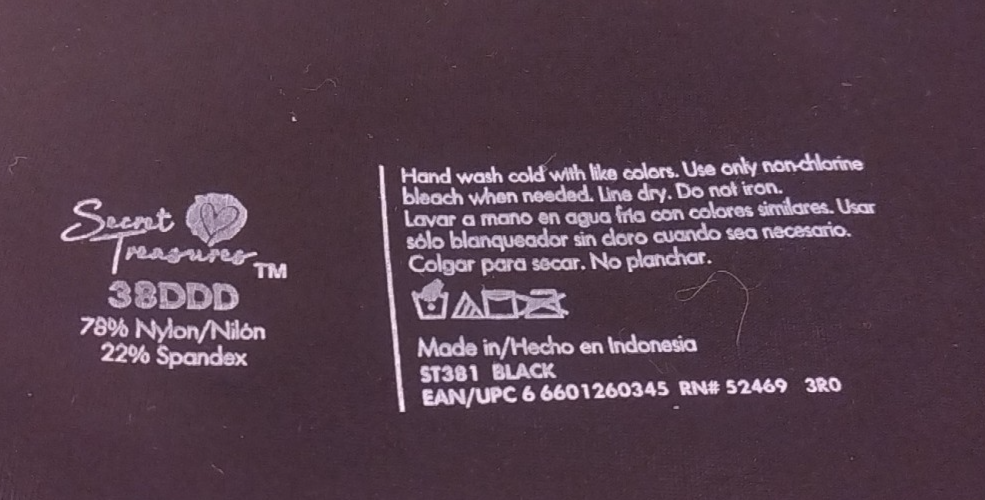 Secret
Treasures™
38DDD
78% Nylon/Nilón
22% Spandex
Hand wash cold with like colors. Use only non-chlorine
bleach when needed. Line dry. Do not iron.
Lavar a mano en agua fría con colores similares. Usar
sólo blanqueador sin cloro cuando sea necesario.
Colgar para secar. No planchar.
Made in/Hecho en Indonesia
ST381 BLACK
EAN/UPC 6 6601260345 RN# 52469 3R0